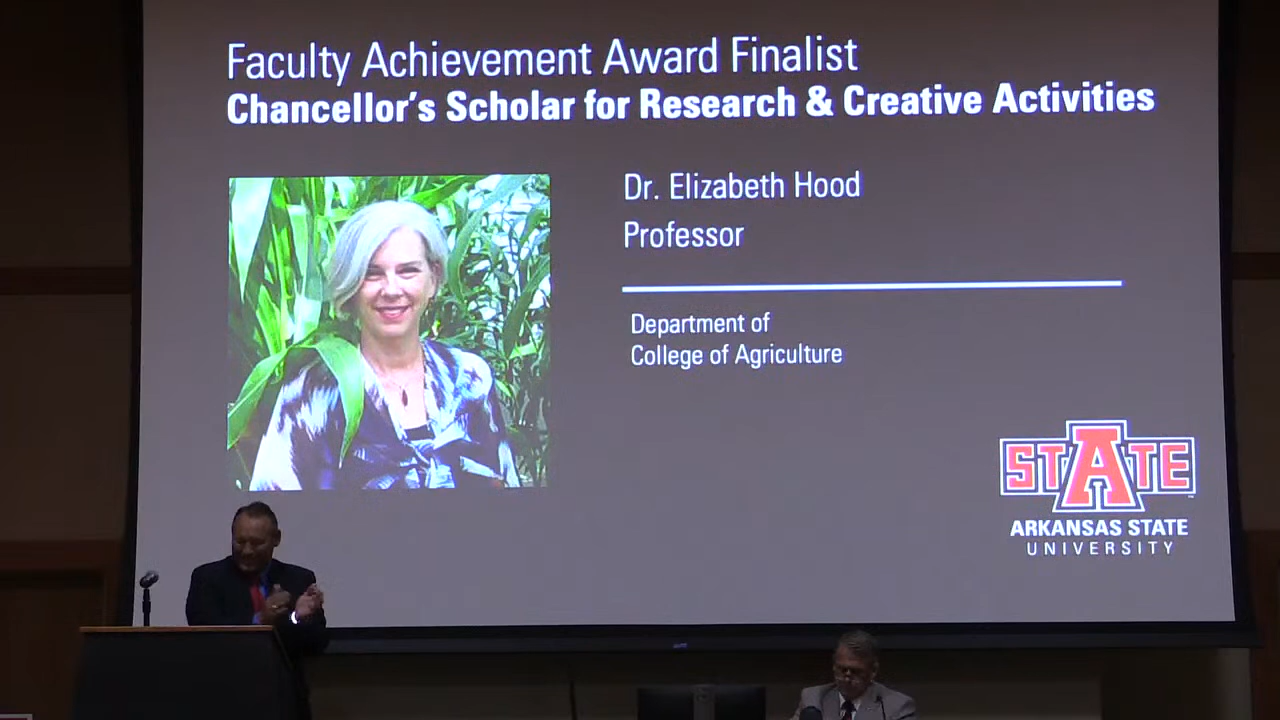 Faculty Achievement Award Finalist
Chancellor's Scholar for Research & Creative Activities
Dr. Elizabeth Hood
Professor
Department of
College of Agriculture
STATE
ARKANSAS STATE
UNIVERSITY